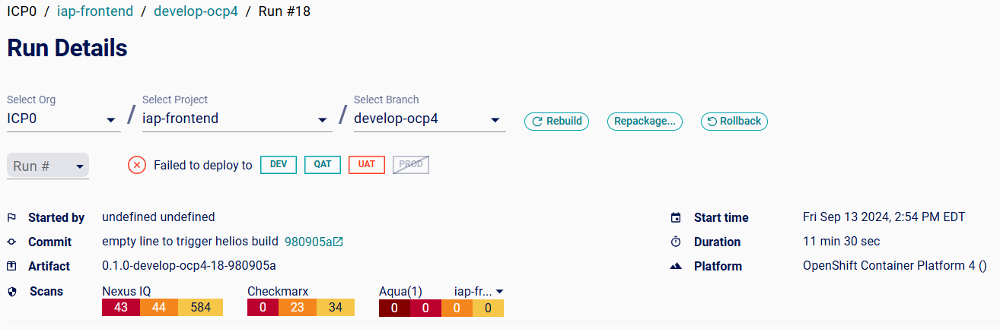 ICP0 / iap-frontend / develop-ocp4 / Run #18
Run Details
Select Org Select Project Select Branch
ICP0 / iap-frontend / develop-ocp4 Rebuild Repackage... Rollback
Run # Failed to deploy to DEV QAT UAT PROD
Started by undefined undefined Start time Fri Sep 13 2024, 2:54 PM EDT
Commit empty line to trigger helios build 980905a Duration 11 min 30 sec
Artifact 0.1.0-develop-ocp4-18-980905a Platform OpenShift Container Platform 4 ()
Scans Nexus IQ Checkmarx Aqua(1) iap-fr...
43 44 584 0 23 34 0 0 0 0